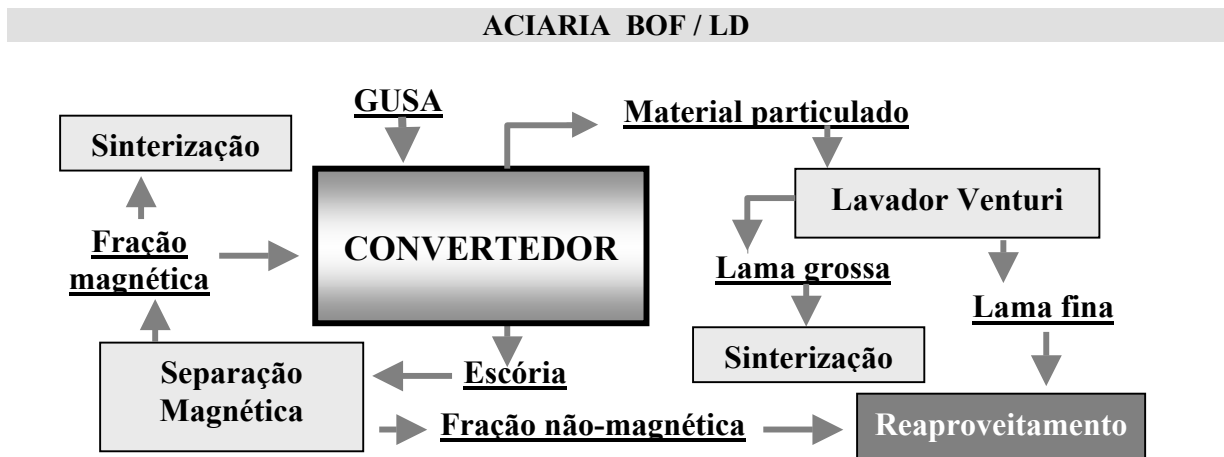 ACIARIA BOF / LD
GUSA
Material particulado
Sinterização
Lavador Venturi
CONVERTEDOR
Fração
magnética
Lama grossa
Lama fina
Sinterização
Separação
Magnética
Escória
Fração não-magnética
Reaproveitamento